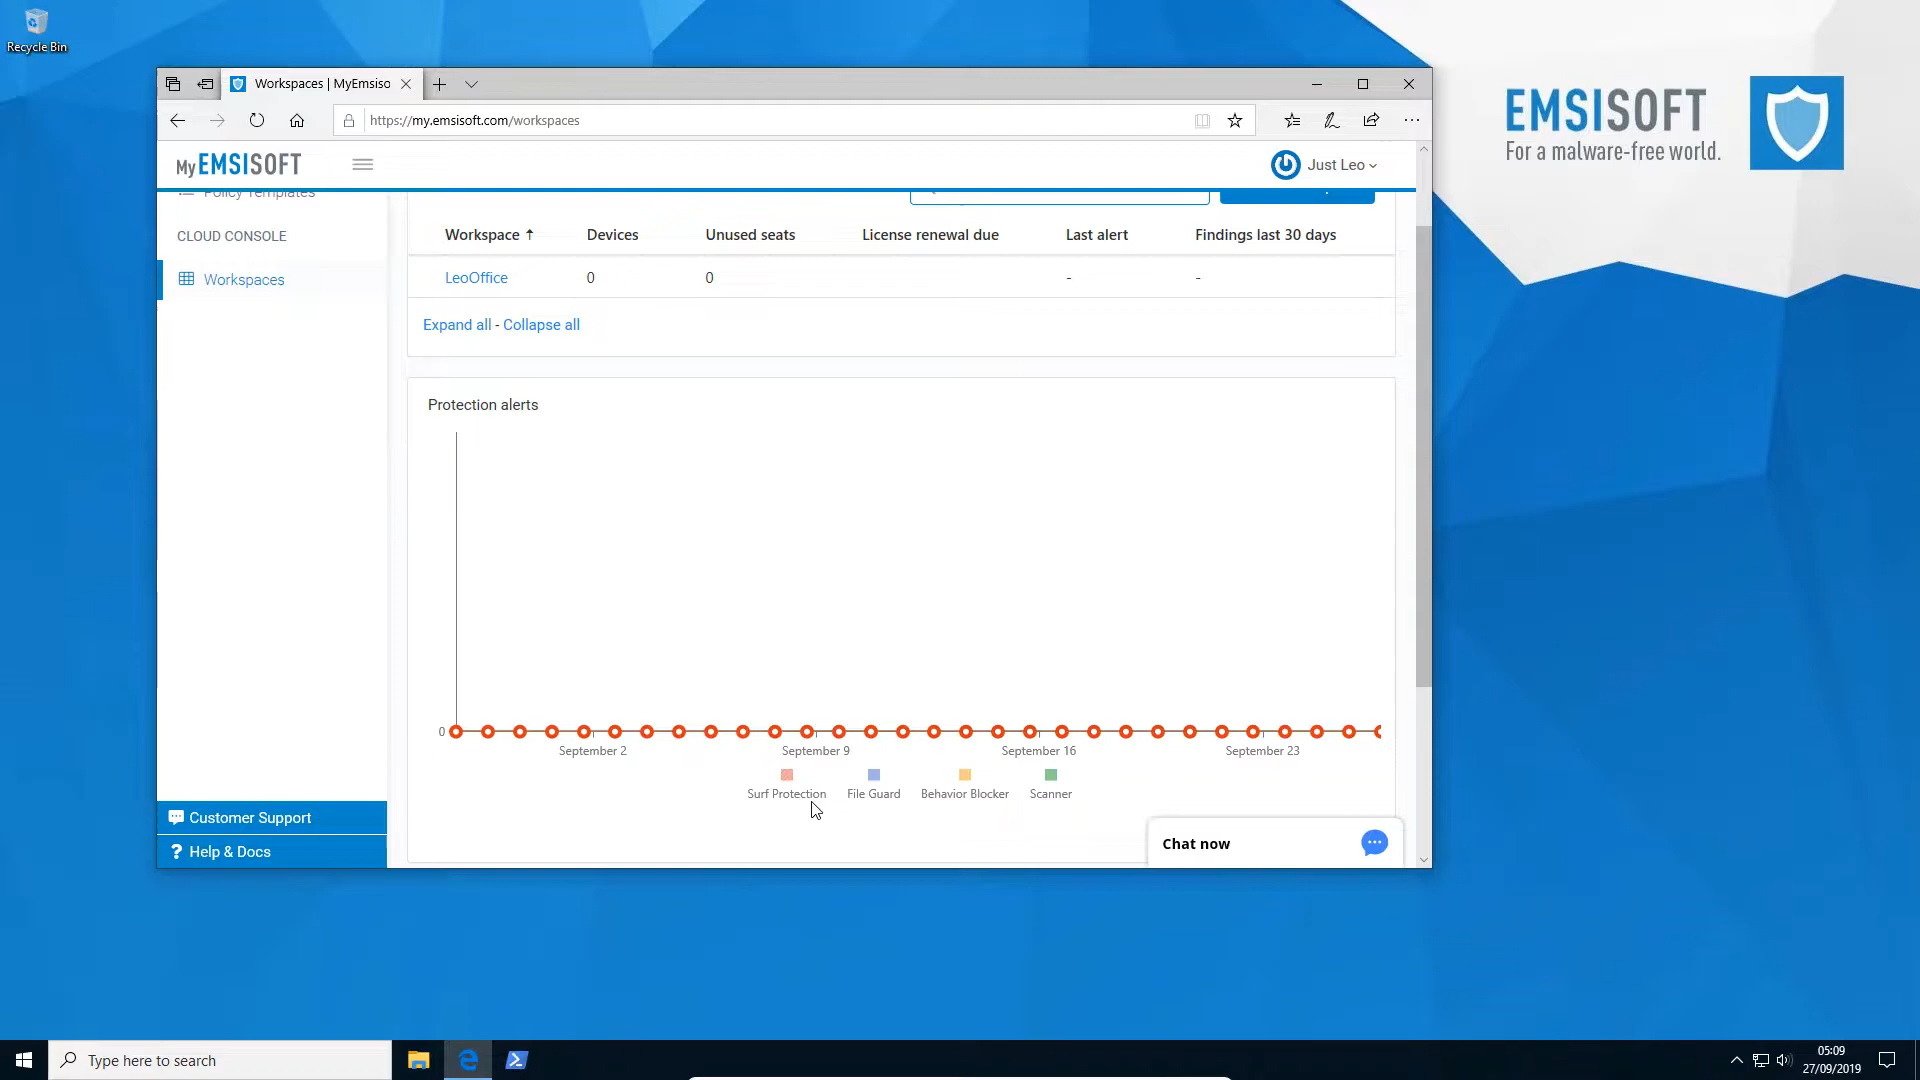 Recycle Bin
Workspaces | MyEmsiso
https://my.emsisoft.com/workspaces
EMSISOFT
For a malware-free world.
My EMSISOFT
Just Leo
Policy Templates
CLOUD CONSOLE
Workspaces
Workspace ↑ Devices Unused seats License renewal due Last alert Findings last 30 days
LeoOffice 0 0 - -
Expand all - Collapse all
Protection alerts
0
September 2 September 9 September 16 September 23
Surf Protection File Guard Behavior Blocker Scanner
Customer Support
? Help & Docs
Chat now
Type here to search
05:09
27/09/2019